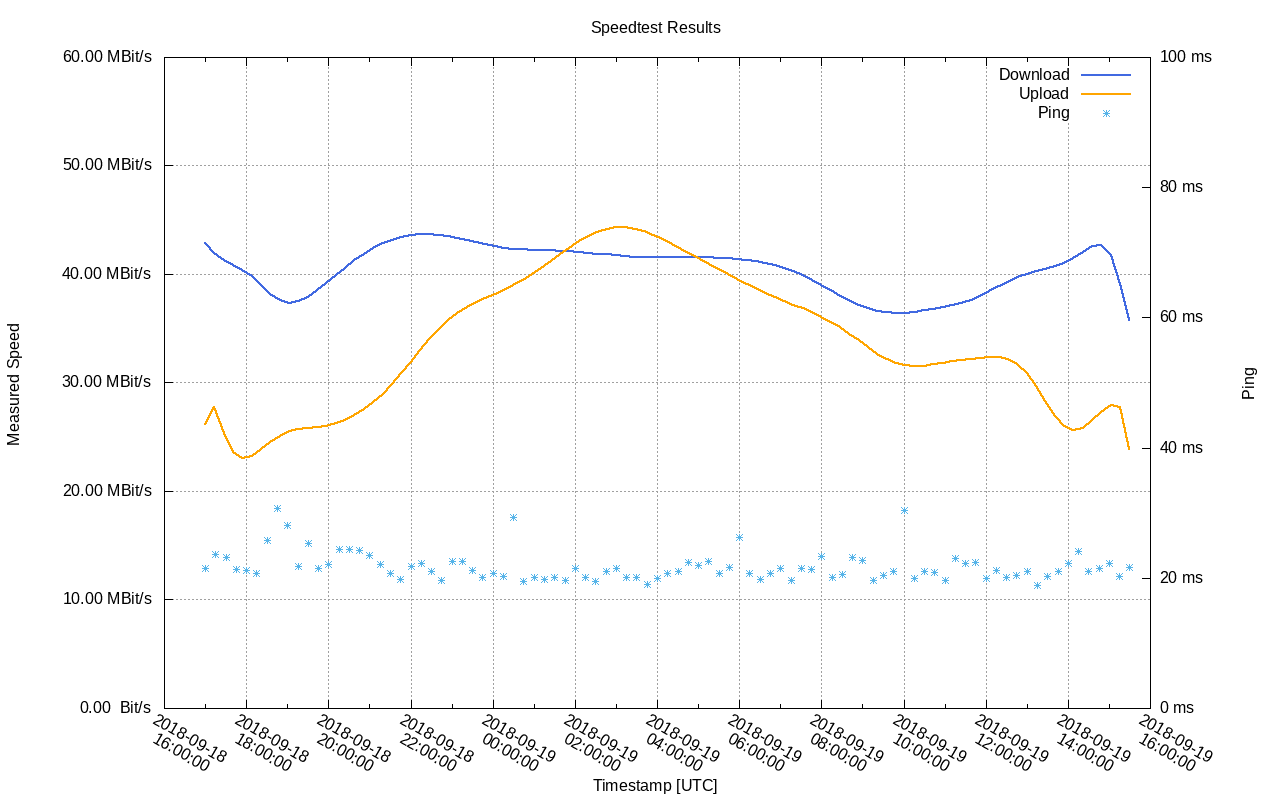 Speedtest Results
60.00 MBit/s
50.00 MBit/s
40.00 MBit/s
30.00 MBit/s
20.00 MBit/s
10.00 MBit/s
0.00  Bit/s
Measured Speed
100 ms
80 ms
60 ms
40 ms
20 ms
0 ms
Ping
Download
Upload
Ping
2018-09-18
16:00:00
2018-09-18
18:00:00
2018-09-18
20:00:00
2018-09-18
22:00:00
2018-09-19
00:00:00
2018-09-19
02:00:00
2018-09-19
04:00:00
2018-09-19
06:00:00
2018-09-19
08:00:00
2018-09-19
10:00:00
2018-09-19
12:00:00
2018-09-19
14:00:00
2018-09-19
16:00:00
Timestamp [UTC]